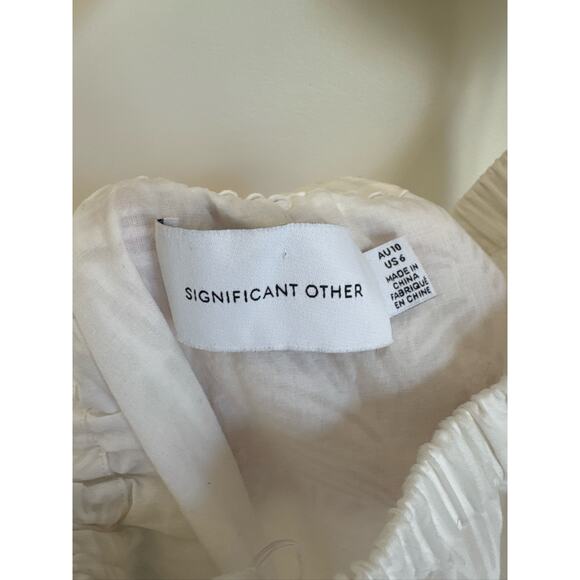 SIGNIFICANT OTHER
AU 10
US 6
MADE IN
CHINA
FABRIQUÉ
EN CHINE